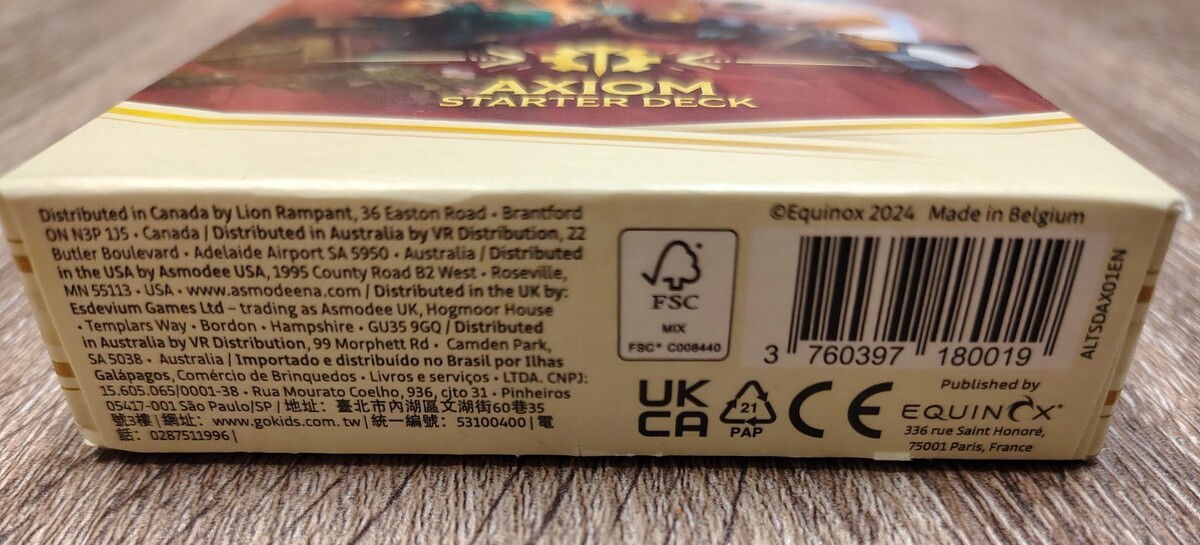 AXIOM
STARTER DECK
Distributed in Canada by Lion Rampant, 36 Easton Road • Brantford
ON N3P 1J5 • Canada / Distributed in Australia by VR Distribution, 22
Butler Boulevard • Adelaide Airport SA 5950 • Australia / Distributed
in the USA by Asmodee USA, 1995 County Road B2 West • Roseville,
MN 55113 • USA • www.asmodeena.com / Distributed in the UK by:
Esdevium Games Ltd – trading as Asmodee UK, Hogmoor House
• Templars Way • Bordon • Hampshire • GU35 9GQ / Distributed
in Australia by VR Distribution, 99 Morphett Rd • Camden Park,
SA 5038 • Australia / Importado e distribuído no Brasil por Ilhas
Galápagos, Comércio de Brinquedos • Livros e serviços • LTDA. CNPJ:
15.605.065/0001-38 • Rua Mourato Coelho, 936, cjto 31 • Pinheiros
05417-001 São Paulo/SP / 地址：臺北市內湖區文湖街60巷35
號3樓 | 網址：www.gokids.com.tw | 統一編號：53100400 | 電
話：0287511996 |
FSC
MIX
FSC® C008440
©Equinox 2024 Made in Belgium
3 760397 180019
ALTSDAX01EN
UK
CA
21
PAP
CE
Published by
EQUINOX®
336 rue Saint Honoré,
75001 Paris, France